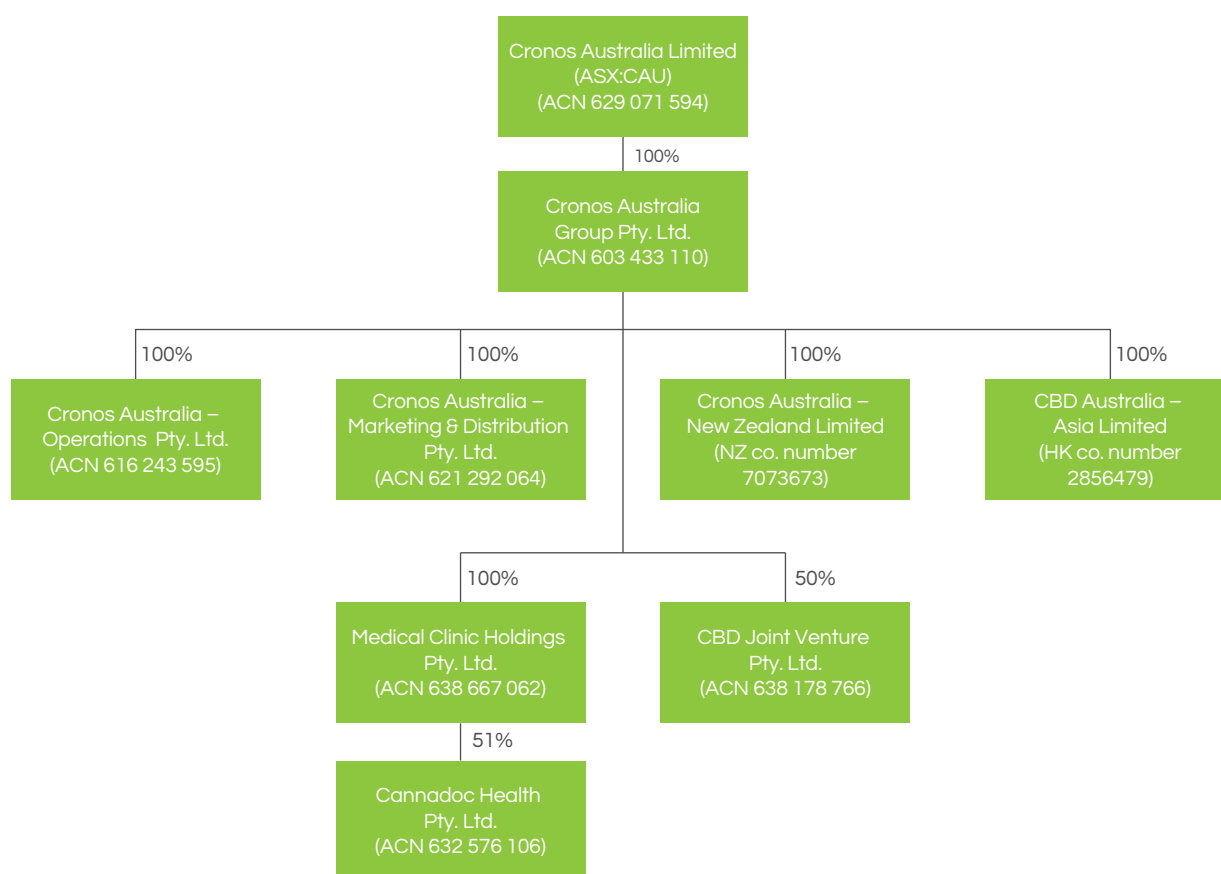 Cronos Australia Limited
(ASX:CAU)
(ACN 629 071 594)
100%
Cronos Australia
Group Pty. Ltd.
(ACN 603 433 110)
100%
100%
100%
100%
Cronos Australia –
Operations Pty. Ltd.
(ACN 616 243 595)
Cronos Australia –
Marketing & Distribution
Pty. Ltd.
(ACN 621 292 064)
Cronos Australia –
New Zealand Limited
(NZ co. number
7073673)
CBD Australia –
Asia Limited
(HK co. number
2856479)
100%
50%
Medical Clinic Holdings
Pty. Ltd.
(ACN 638 667 062)
CBD Joint Venture
Pty. Ltd.
(ACN 638 178 766)
51%
Cannadoc Health
Pty. Ltd.
(ACN 632 576 106)